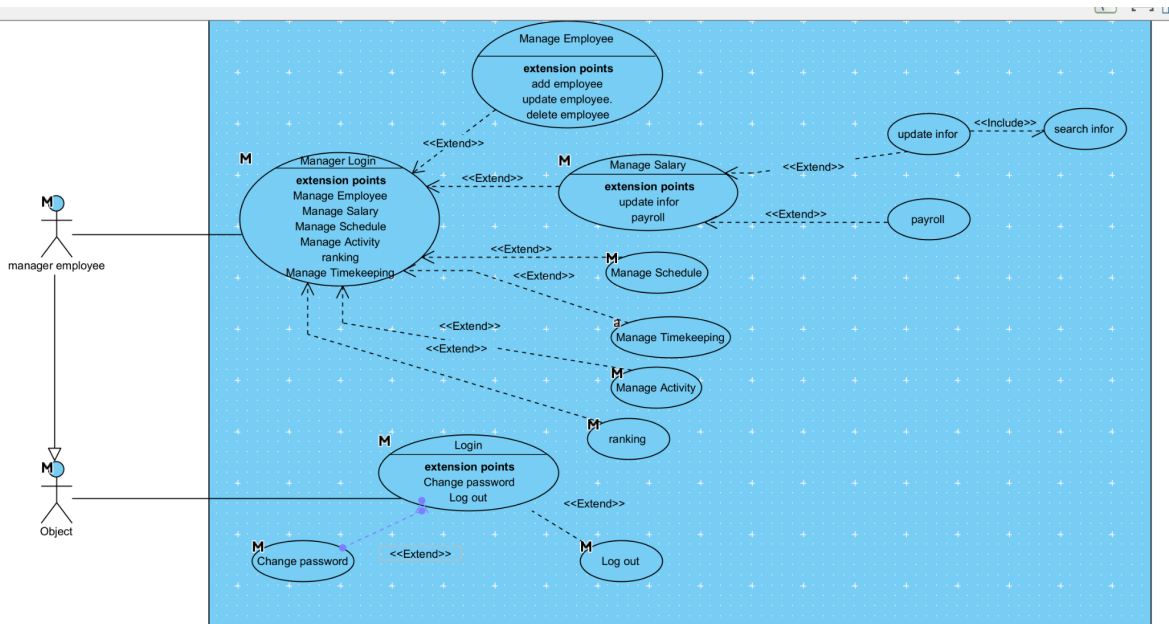 Manage Employee
extension points
add employee
update employee.
delete employee
<<Extend>>
M
Manager Login
extension points
Manage Employee
Manage Salary
Manage Schedule
Manage Activity
ranking
Manage Timekeeping
<<Extend>>
M
Manage Salary
extension points
update infor
payroll
<<Extend>>
update infor
<<Include>>
search infor
<<Extend>>
payroll
M
manager employee
<<Extend>>
M
Manage Schedule
<<Extend>>
a
Manage Timekeeping
<<Extend>>
<<Extend>>
M
Manage Activity
M
ranking
M
Login
extension points
Change password
Log out
M
Object
<<Extend>>
<<Extend>>
M
Change password
M
Log out